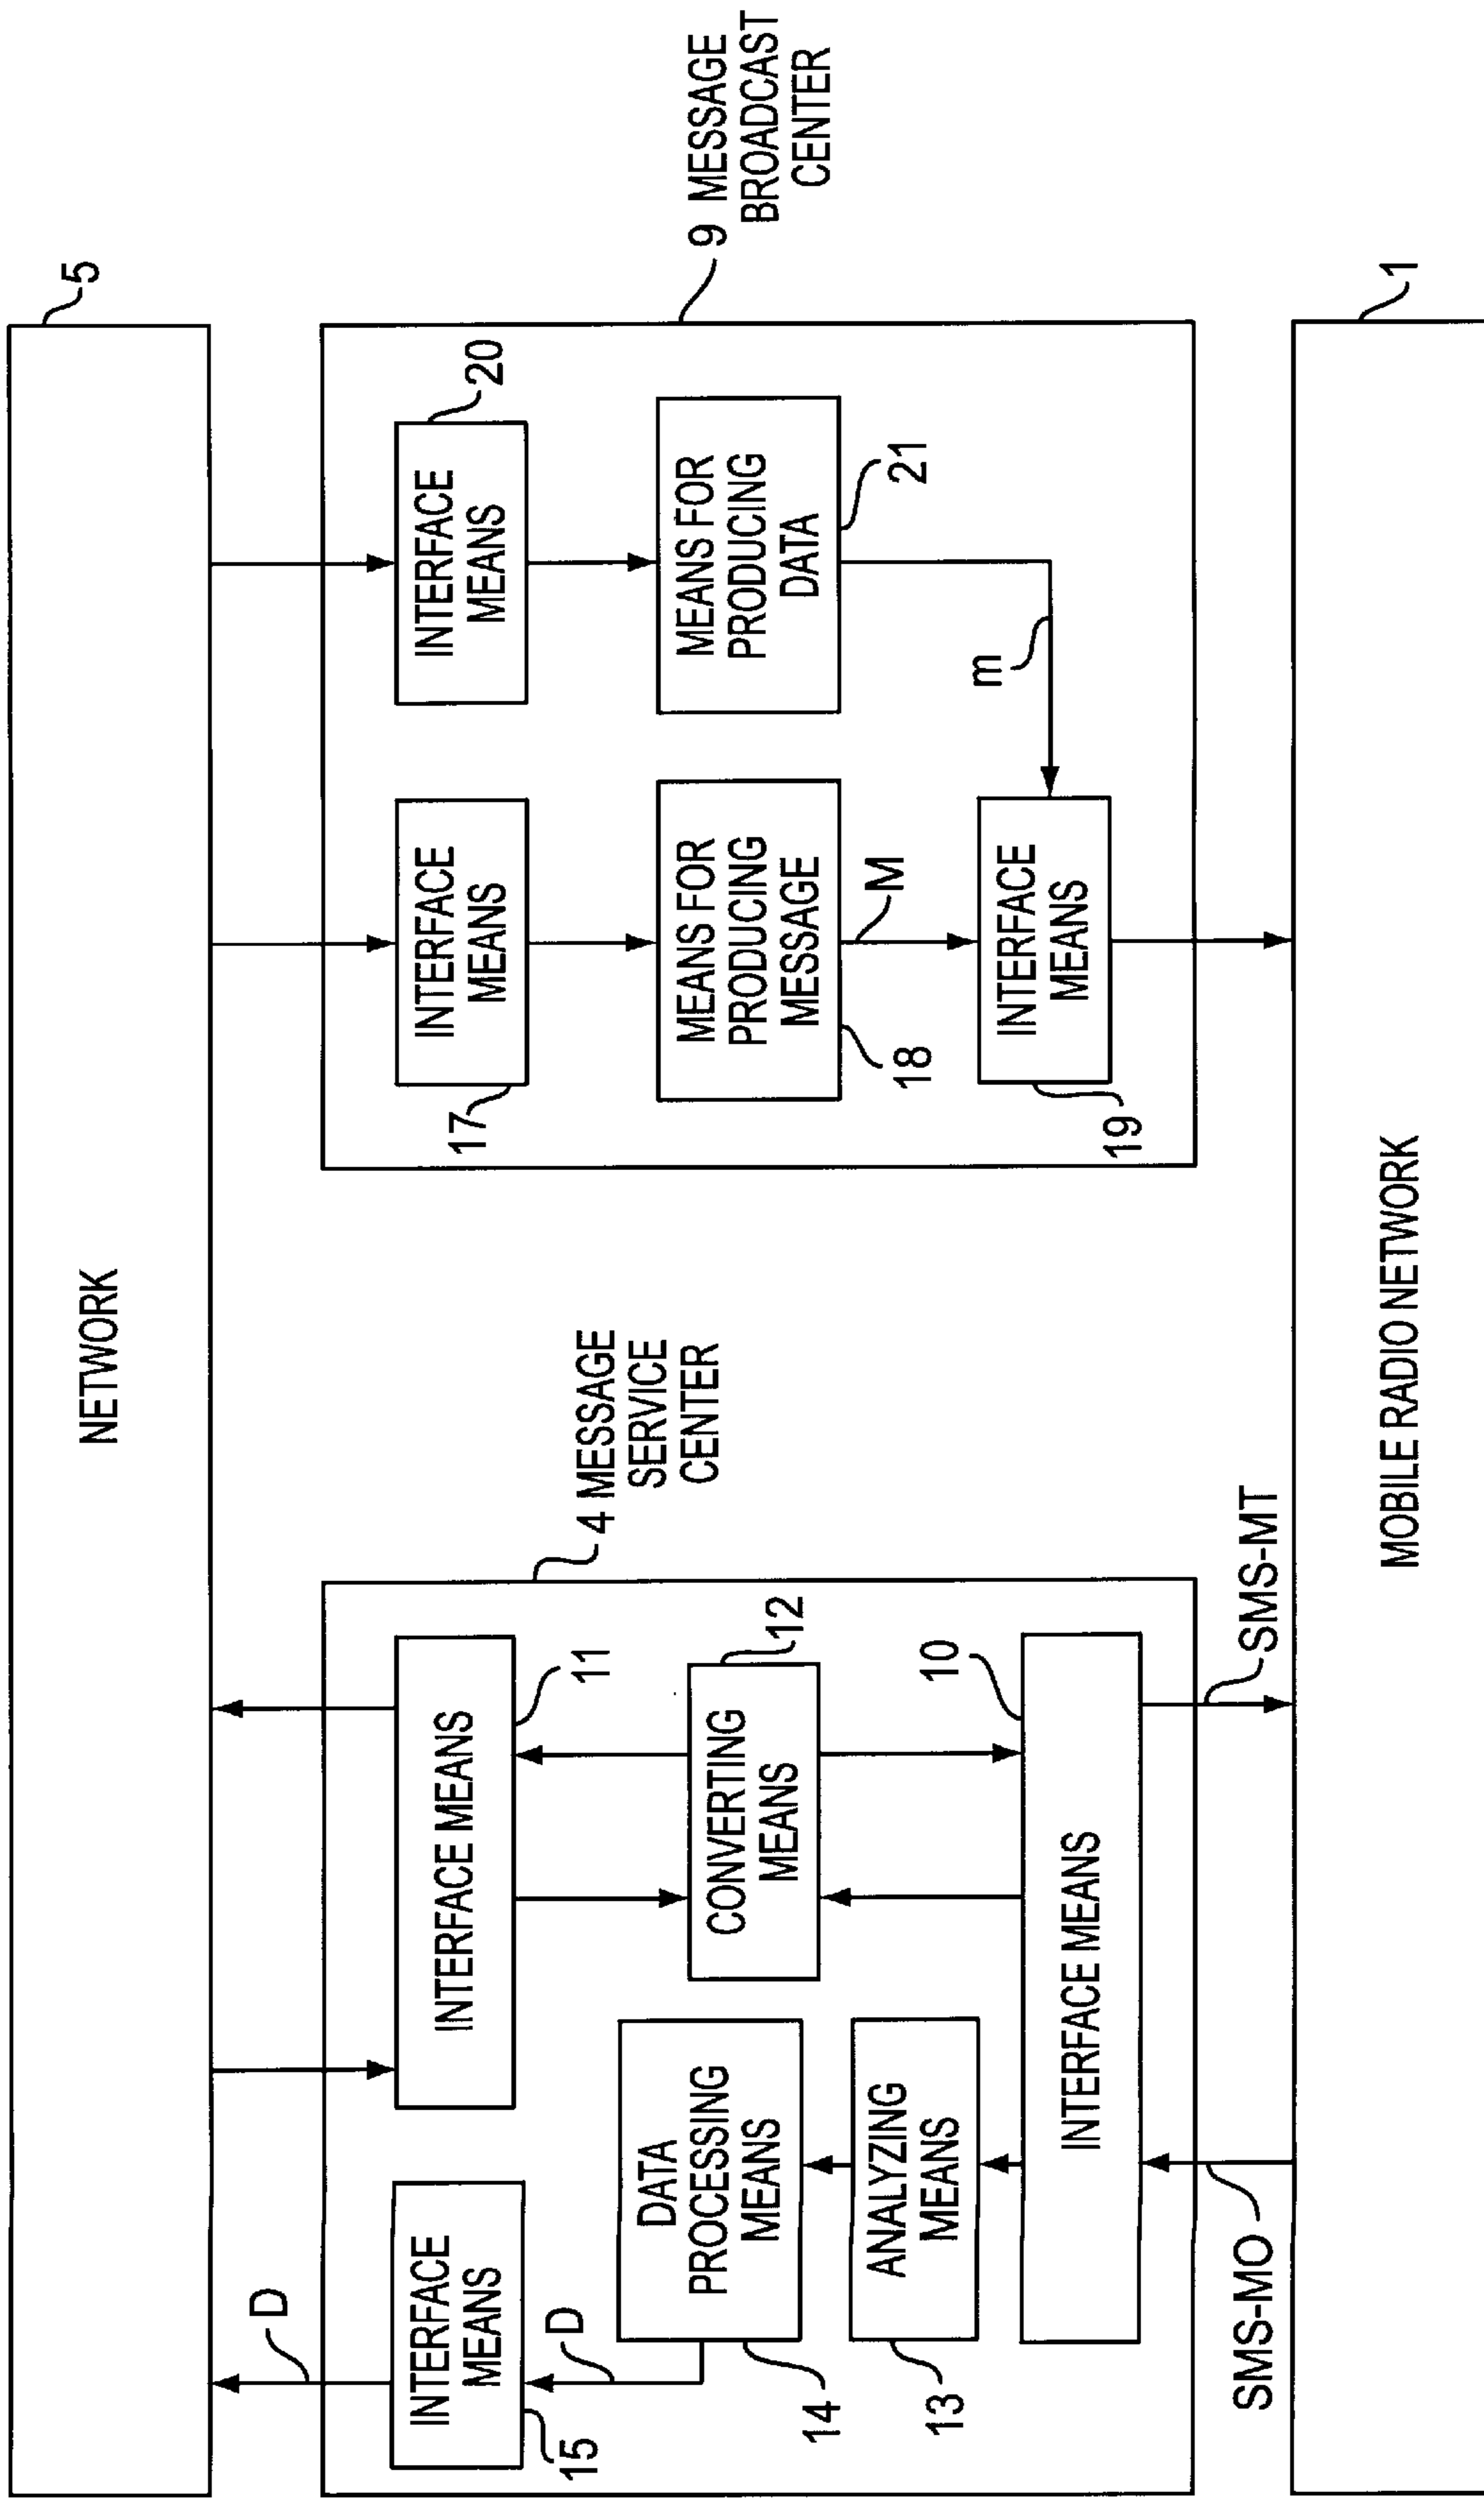 NETWORK
5
4 MESSAGE
SERVICE
CENTER
9 MESSAGE
BROADCAST
CENTER
D
INTERFACE
MEANS
15
D
DATA
PROCESSING
MEANS
14
ANALYZING
MEANS
13
INTERFACE MEANS
11
CONVERTING
MEANS
12
INTERFACE MEANS
10
SMS-MO
SMS-MT
INTERFACE
MEANS
17
MEANS FOR
PRODUCING
MESSAGE
18
M
INTERFACE
MEANS
19
INTERFACE
MEANS
20
MEANS FOR
PRODUCING
DATA
21
m
MOBILE RADIO NETWORK
1